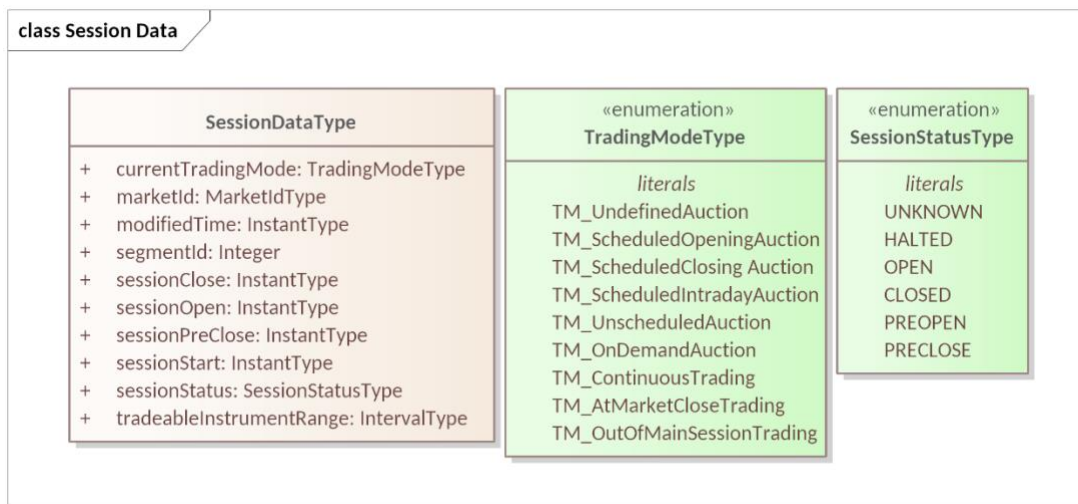 class Session Data
SessionDataType
+ currentTradingMode: TradingModeType
+ marketId: MarketIdType
+ modifiedTime: InstantType
+ segmentId: Integer
+ sessionClose: InstantType
+ sessionOpen: InstantType
+ sessionPreClose: InstantType
+ sessionStart: InstantType
+ sessionStatus: SessionStatusType
+ tradeableInstrumentRange: IntervalType
«enumeration»
TradingModeType
literals
TM_UndefinedAuction
TM_ScheduledOpeningAuction
TM_ScheduledClosing Auction
TM_ScheduledIntradayAuction
TM_UnscheduledAuction
TM_OnDemandAuction
TM_ContinuousTrading
TM_AtMarketCloseTrading
TM_OutOfMainSessionTrading
«enumeration»
SessionStatusType
literals
UNKNOWN
HALTED
OPEN
CLOSED
PREOPEN
PRECLOSE